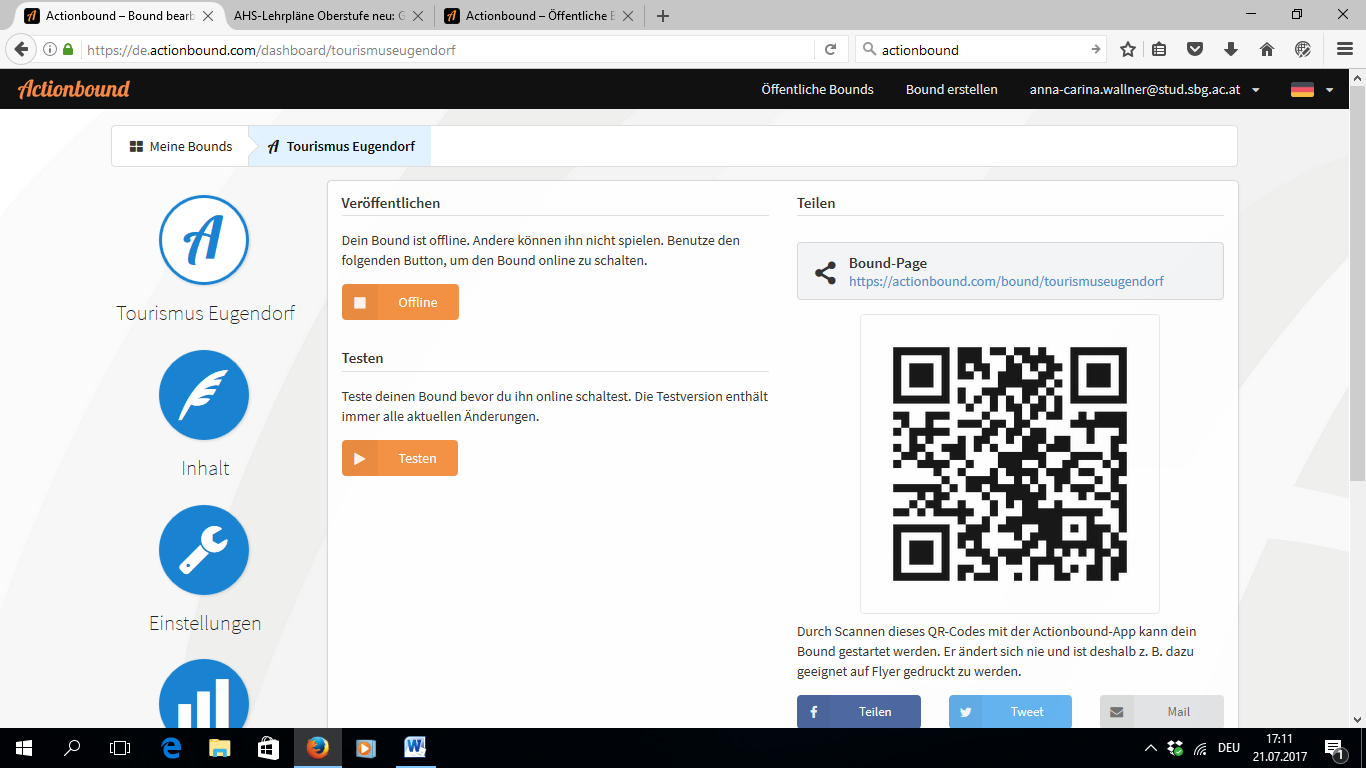 Actionbound – Bound bearb
AHS-Lehrpläne Oberstufe neu: G
Actionbound – Öffentliche B
https://de.actionbound.com/dashboard/tourismuseugendorf
actionbound
Actionbound
Öffentliche Bounds
Bound erstellen
anna-carina.wallner@stud.sbg.ac.at
Meine Bounds
Tourismus Eugendorf
Tourismus Eugendorf
Inhalt
Einstellungen
Veröffentlichen
Dein Bound ist offline. Andere können ihn nicht spielen. Benutze den
folgenden Button, um den Bound online zu schalten.
Offline
Testen
Teste deinen Bound bevor du ihn online schaltest. Die Testversion enthält
immer alle aktuellen Änderungen.
Testen
Teilen
Bound-Page
https://actionbound.com/bound/tourismuseugendorf
Durch Scannen dieses QR-Codes mit der Actionbound-App kann dein
Bound gestartet werden. Er ändert sich nie und ist deshalb z. B. dazu
geeignet auf Flyer gedruckt zu werden.
Teilen
Tweet
Mail
DEU
17:11
21.07.2017
1